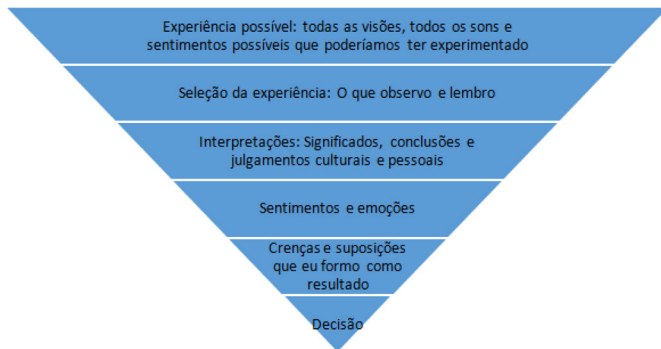 Experiência possível: todas as visões, todos os sons e
sentimentos possíveis que poderíamos ter experimentado
Seleção da experiência: O que observo e lembro
Interpretações: Significados, conclusões e
julgamentos culturais e pessoais
Sentimentos e emoções
Crenças e suposições
que eu formo como
resultado
Decisão